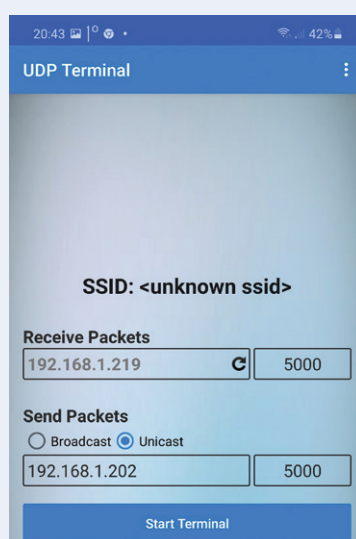 20:43 42%
UDP Terminal
SSID: <unknown ssid>
Receive Packets
192.168.1.219 5000
Send Packets
Broadcast Unicast
192.168.1.202 5000
Start Terminal